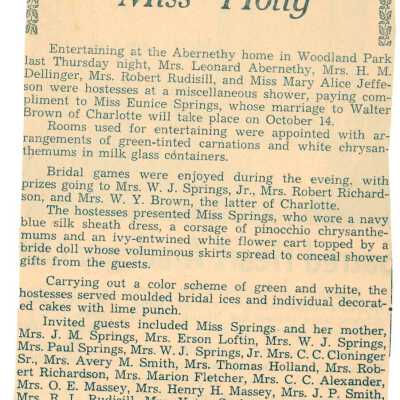 Miss Holly
Entertaining at the Abernethy home in Woodland Park
last Thursday night, Mrs. Leonard Abernethy, Mrs. H. M.
Dellinger, Mrs. Robert Rudisill, and Miss Mary Alice Jeffe-
son were hostesses at a miscellaneous shower, paying com-
pliment to Miss Eunice Springs, whose marriage to Walter
Brown of Charlotte will take place on October 14.
Rooms used for entertaining were appointed with ar-
rangements of green-tinted carnations and white chrysan-
themums in milk glass containers.
Bridal games were enjoyed during the eveing, with
prizes going to Mrs. W. J. Springs, Jr., Mrs. Robert Richard-
son, and Mrs. W. Y. Brown, the latter of Charlotte.
The hostesses presented Miss Springs, who wore a navy
blue silk sheath dress, a corsage of pinocchio chrysanthe-
mums and an ivy-entwined white flower cart topped by a
bride doll whose voluminous skirts spread to conceal shower
gifts from the guests.
Carrying out a color scheme of green and white, the
hostesses served moulded bridal ices and individual decorat-
ed cakes with lime punch.
Invited guests included Miss Springs and her mother,
Mrs. J. M. Springs, Mrs. Erson Loftin, Mrs. W. J. Springs,
Mrs. Paul Springs, Mrs. W. J. Springs, Jr. Mrs. C. C. Cloninger
Sr., Mrs. Avery M. Smith, Mrs. Thomas Holland, Mrs. Rob-
ert Richardson, Mrs. Marion Fletcher, Mrs. C. C. Alexander,
Mrs. O. E. Massey, Mrs. Henry H. Massey, Mrs. J. P. Smith,
Mrs. R. L. Rudisill,